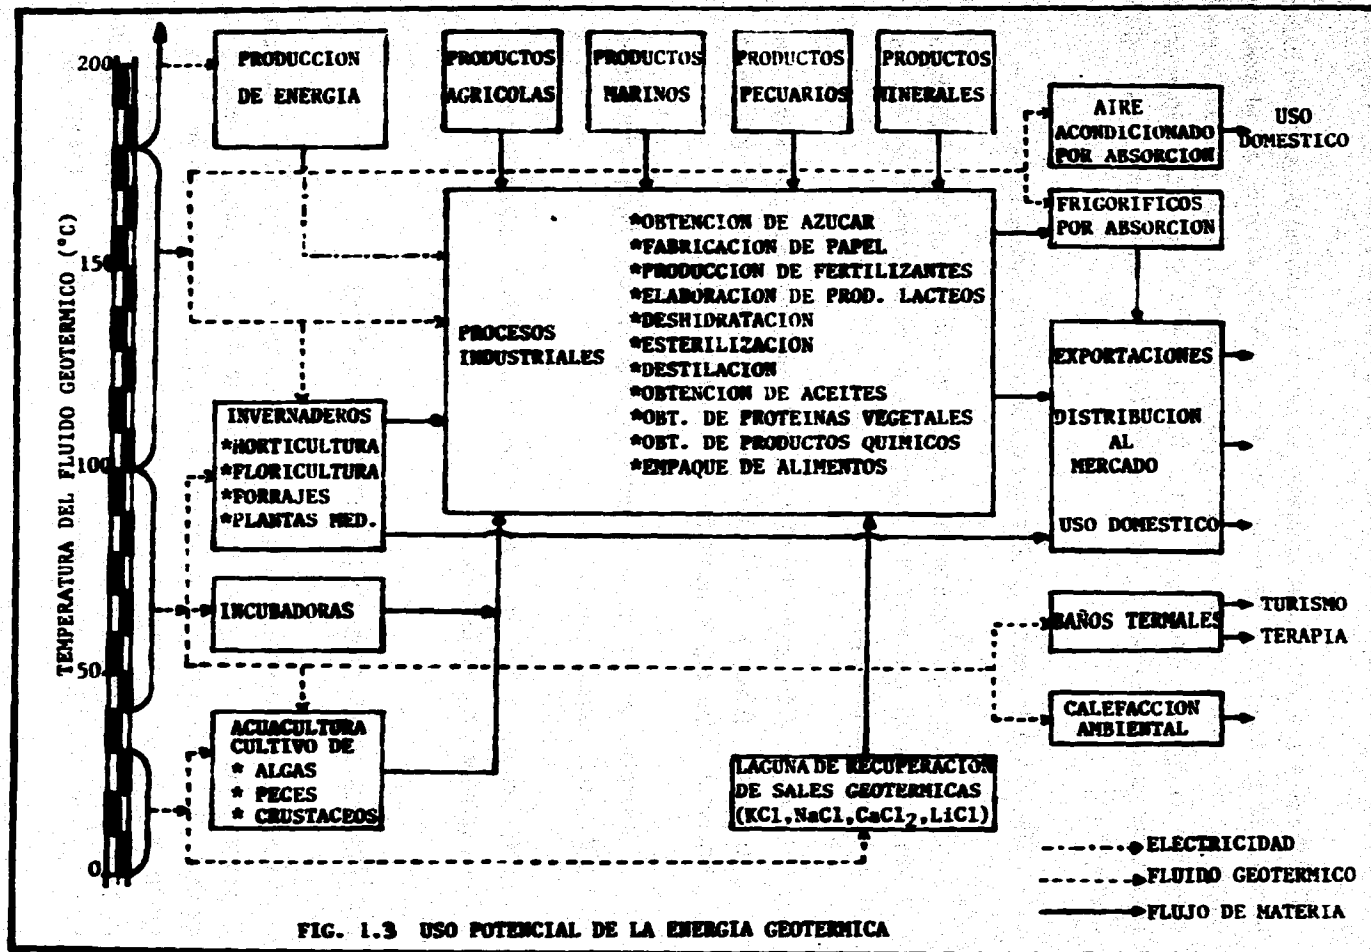 TEMPERATURA DEL FLUIDO GEOTERMICO (°C)
200
15
100
50
0
PRODUCCION
DE ENERGIA
PRODUCTOS
AGRICOLAS
PRODUCTOS
MARINOS
PRODUCTOS
PECUARIOS
PRODUCTOS
MINERALES
AIRE
ACONDICIONADO
POR ABSORCION
USO
DOMESTICO
FRIGORIFICOS
POR ABSORCION
PROCESOS
INDUSTRIALES
*OBTENCION DE AZUCAR
*FABRICACION DE PAPEL
*PRODUCCION DE FERTILIZANTES
*ELABORACION DE PROD. LACTEOS
*DESHIDRATACION
*ESTERILIZACION
*DESTILACION
*OBTENCION DE ACEITES
*OBT. DE PROTEINAS VEGETALES
*OBT. DE PRODUCTOS QUIMICOS
*EMPAQUE DE ALIMENTOS
EXPORTACIONES
DISTRIBUCION
AL
MERCADO
USO DOMESTICO
INVERNADEROS
*HORTICULTURA
*FLORICULTURA
*FORRAJES
*PLANTAS MED.
INCUBADORAS
BAÑOS TERMALES
TURISMO
TERAPIA
CALEFACCION
AMBIENTAL
ACUACULTURA
CULTIVO DE
* ALGAS
* PECES
* CRUSTACEOS
LAGUNA DE RECUPERACION
DE SALES GEOTERMICAS
(KCl,NaCl,CaCl₂,LiCl)
ELECTRICIDAD
FLUIDO GEOTERMICO
FLUJO DE MATERIA
FIG. 1.3 USO POTENCIAL DE LA ENERGIA GEOTERMICA